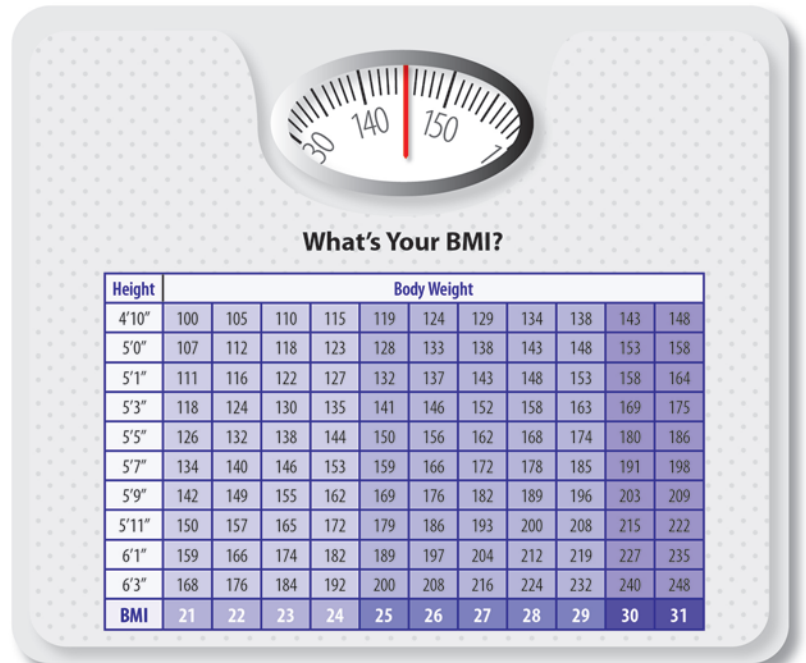 30 140 150 1
What's Your BMI?
Height Body Weight
4'10" 100 105 110 115 119 124 129 134 138 143 148
5'0" 107 112 118 123 128 133 138 143 148 153 158
5'1" 111 116 122 127 132 137 143 148 153 158 164
5'3" 118 124 130 135 141 146 152 158 163 169 175
5'5" 126 132 138 144 150 156 162 168 174 180 186
5'7" 134 140 146 153 159 166 172 178 185 191 198
5'9" 142 149 155 162 169 176 182 189 196 203 209
5'11" 150 157 165 172 179 186 193 200 208 215 222
6'1" 159 166 174 182 189 197 204 212 219 227 235
6'3" 168 176 184 192 200 208 216 224 232 240 248
BMI 21 22 23 24 25 26 27 28 29 30 31